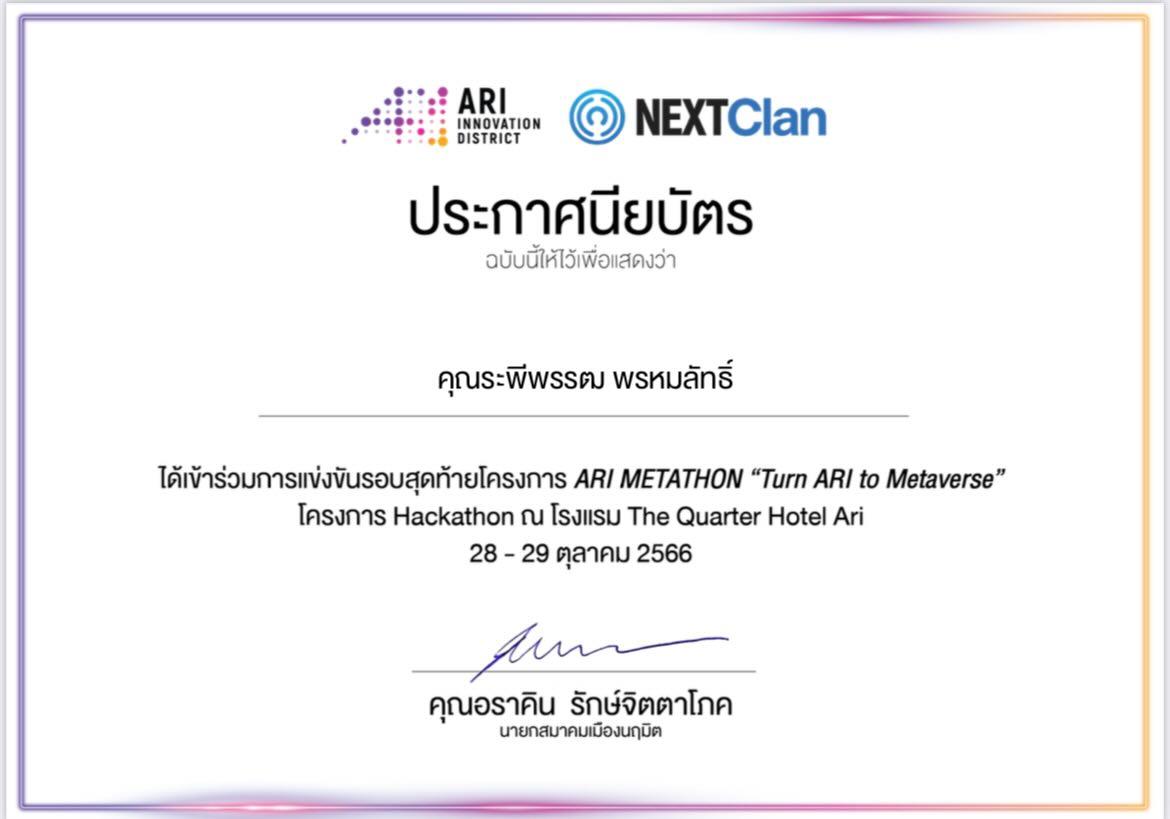 ARI
INNOVATION
DISTRICT
NEXTClan
ประกาศนียบัตร
ฉบับนี้ให้ไว้เพื่อแสดงว่า
คุณระพีพรรฒ พรหมลัทธิ์
ได้เข้าร่วมการแข่งขันรอบสุดท้ายโครงการ ARI METATHON “Turn ARI to Metaverse”
โครงการ Hackathon ณ โรงแรม The Quarter Hotel Ari
28 – 29 ตุลาคม 2566
คุณอราคิน รักษ์จิตตาโภค
นายกสมาคมเมืองนฤมิต